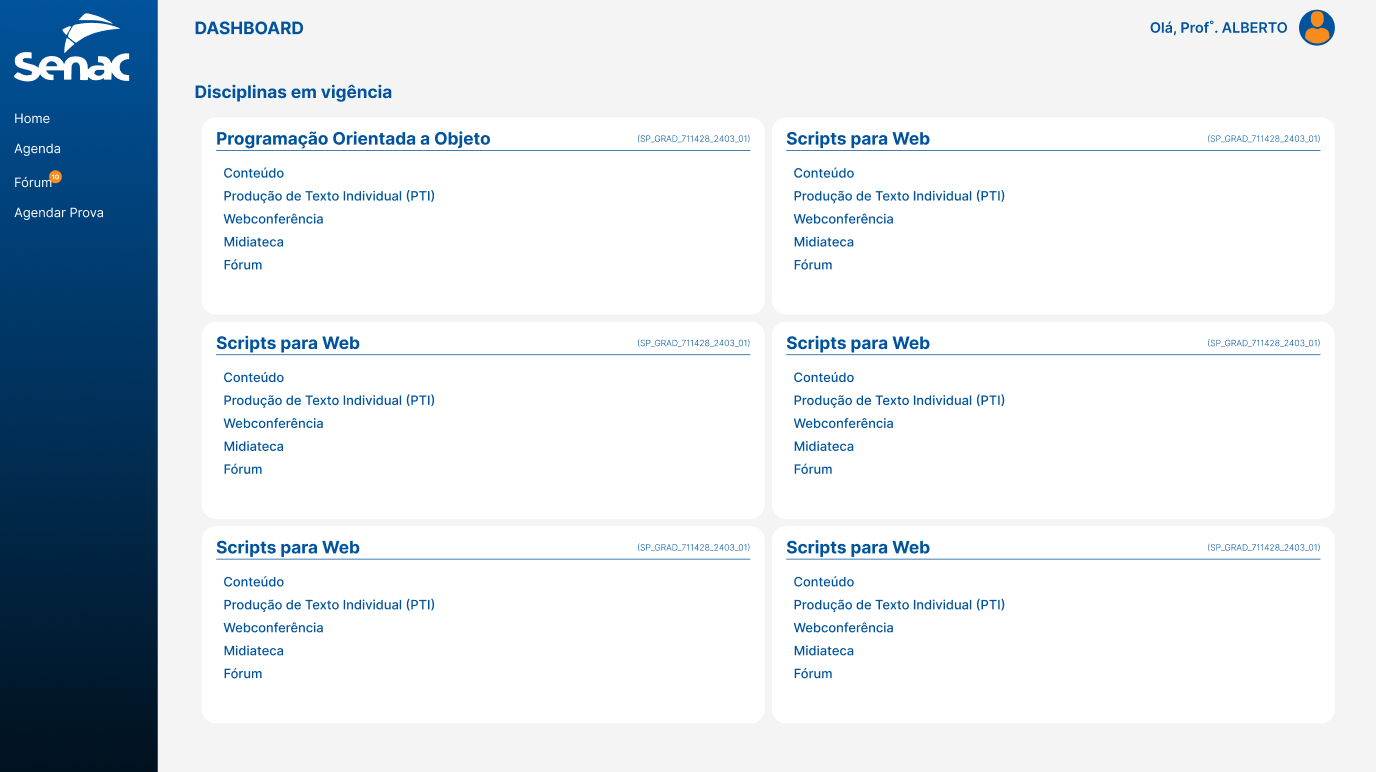 senac
Home
Agenda
Fórum 10
Agendar Prova
DASHBOARD
Olá, Prof°. ALBERTO
Disciplinas em vigência
Programação Orientada a Objeto (SP_GRAD_711428_2403_01)
Conteúdo
Produção de Texto Individual (PTI)
Webconferência
Midiateca
Fórum
Scripts para Web (SP_GRAD_711428_2403_01)
Conteúdo
Produção de Texto Individual (PTI)
Webconferência
Midiateca
Fórum
Scripts para Web (SP_GRAD_711428_2403_01)
Conteúdo
Produção de Texto Individual (PTI)
Webconferência
Midiateca
Fórum
Scripts para Web (SP_GRAD_711428_2403_01)
Conteúdo
Produção de Texto Individual (PTI)
Webconferência
Midiateca
Fórum
Scripts para Web (SP_GRAD_711428_2403_01)
Conteúdo
Produção de Texto Individual (PTI)
Webconferência
Midiateca
Fórum
Scripts para Web (SP_GRAD_711428_2403_01)
Conteúdo
Produção de Texto Individual (PTI)
Webconferência
Midiateca
Fórum